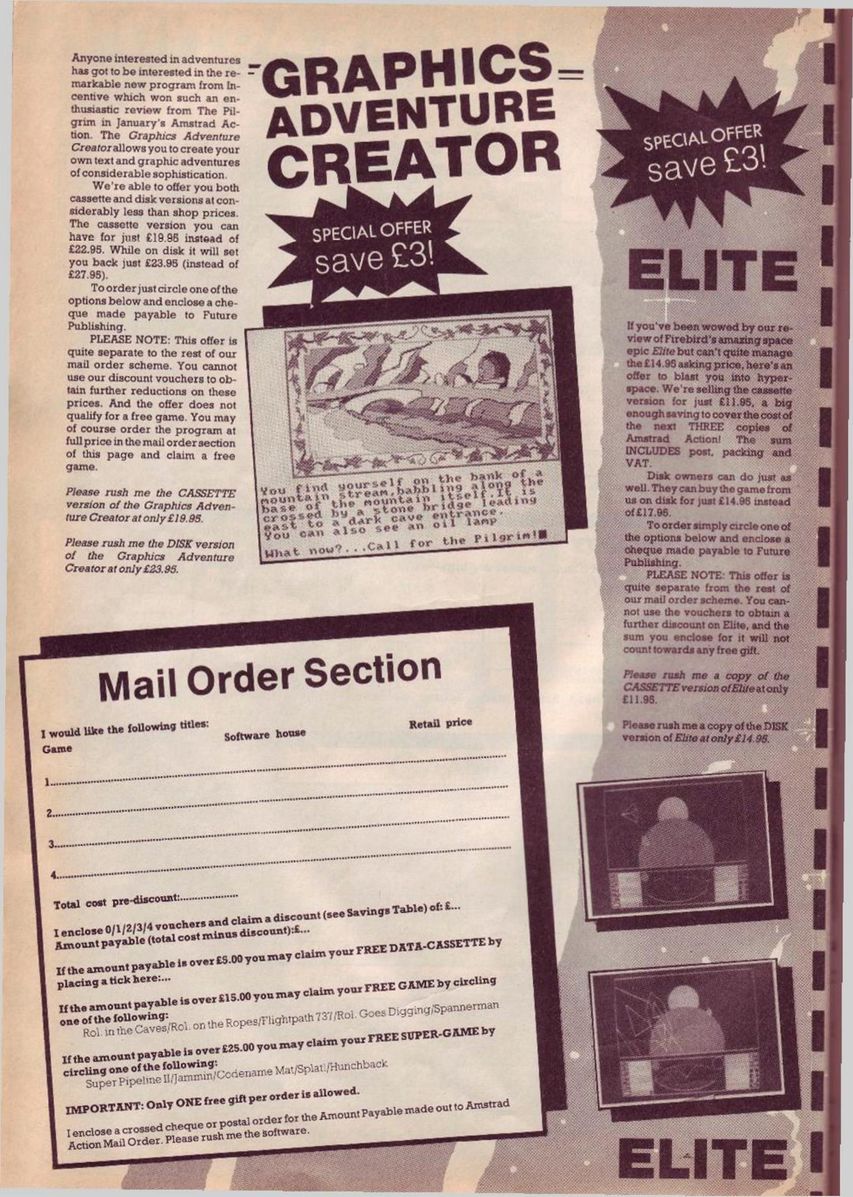 Anyone interested in adventures
has got to be interested in the re-
markable new program from In-
centive which won such an en-
thusiastic review from The Pil-
grim in January's Amstrad Ac-
tion. The Graphics Adventure
Creator allows you to create your
own text and graphic adventures
of considerable sophistication.
We're able to offer you both
cassette and disk versions at con-
siderably less than shop prices.
The cassette version you can
have for just £19.95 instead of
£22.95. While on disk it will set
you back just £23.95 (instead of
£27.95).
To order just circle one of the
options below and enclose a che-
que made payable to Future
Publishing.
PLEASE NOTE: This offer is
quite separate to the rest of our
mail order scheme. You cannot
use our discount vouchers to ob-
tain further reductions on these
prices. And the offer does not
qualify for a free game. You may
of course order the program at
full price in the mail order section
of this page and claim a free
game.
Please rush me the CASSETTE
version of the Graphics Adven-
ture Creator at only £19.95.
Please rush me the DISK version
of the Graphics Adventure
Creator at only £23.95.
GRAPHICS
ADVENTURE
CREATOR
SPECIAL OFFER
save £3!
You find yourself on the bank of a
mountain stream,babbling along the
base of the mountain itself.It is
crossed by a stone bridge leading
east to a dark cave entrance.
You can also see an oil lamp
What now?...Call for the Pilgrim!
SPECIAL OFFER
save £3!
ELITE
If you've been wowed by our re-
view of Firebird's amazing space
epic Elite but can't quite manage
the £14.95 asking price, here's an
offer to blast you into hyper-
space. We're selling the cassette
version for just £11.95, a big
enough saving to cover the cost of
the next THREE copies of
Amstrad Action! The sum
INCLUDES post, packing and
VAT.
Disk owners can do just as
well. They can buy the game from
us on disk for just £14.95 instead
of £17.95.
To order simply circle one of
the options below and enclose a
cheque made payable to Future
Publishing.
PLEASE NOTE: This offer is
quite separate from the rest of
our mail order scheme. You can-
not use the vouchers to obtain a
further discount on Elite, and the
sum you enclose for it will not
count towards any free gift.
Please rush me a copy of the
CASSETTE version of Elite at only
£11.95.
Please rush me a copy of the DISK
version of Elite at only £14.95.
ELITE
Mail Order Section
I would like the following titles:
Game Software house Retail price
1.
2.
3.
4.
Total cost pre-discount:...................
I enclose 0/1/2/3/4 vouchers and claim a discount (see Savings Table) of: £...
Amount payable (total cost minus discount):£...
If the amount payable is over £5.00 you may claim your FREE DATA-CASSETTE by
placing a tick here:...
If the amount payable is over £15.00 you may claim your FREE GAME by circling
one of the following:
Rol. in the Caves/Rol. on the Ropes/Flightpath 737/Rol. Goes Digging/Spannerman
If the amount payable is over £25.00 you may claim your FREE SUPER-GAME by
circling one of the following:
Super Pipeline II/Jammin/Codename Mat/Splat!/Hunchback
IMPORTANT: Only ONE free gift per order is allowed.
I enclose a crossed cheque or postal order for the Amount Payable made out to Amstrad
Action Mail Order. Please rush me the software.